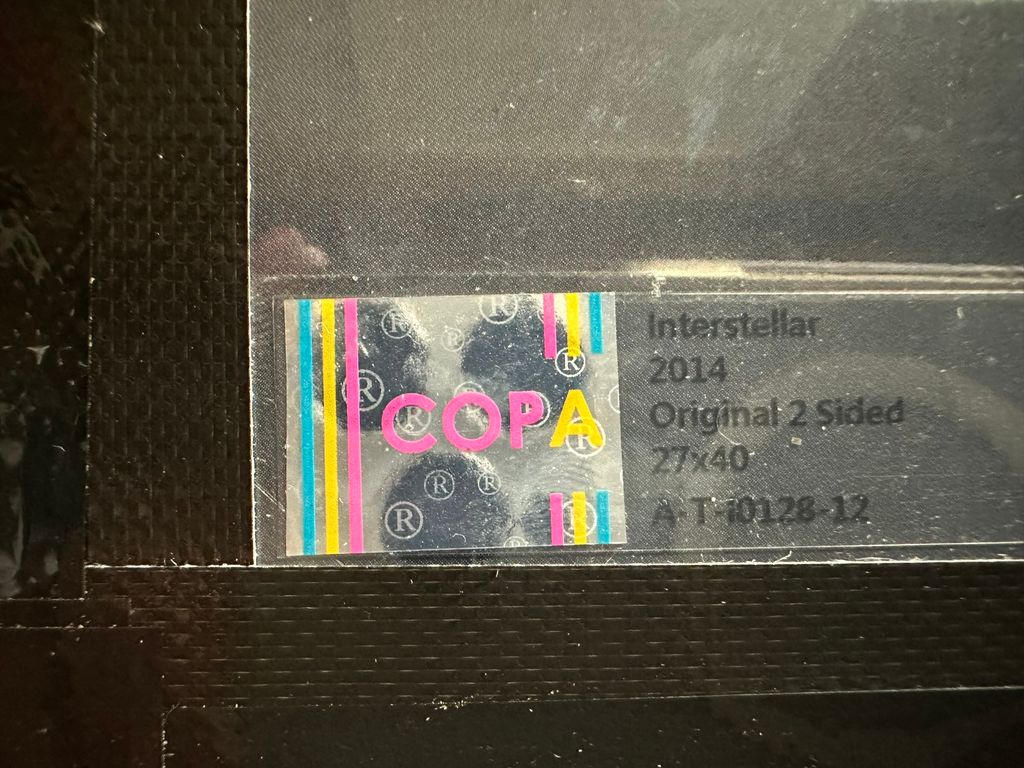 COPA
Interstellar
2014
Original 2 Sided
27x40
A-T-i0128-12